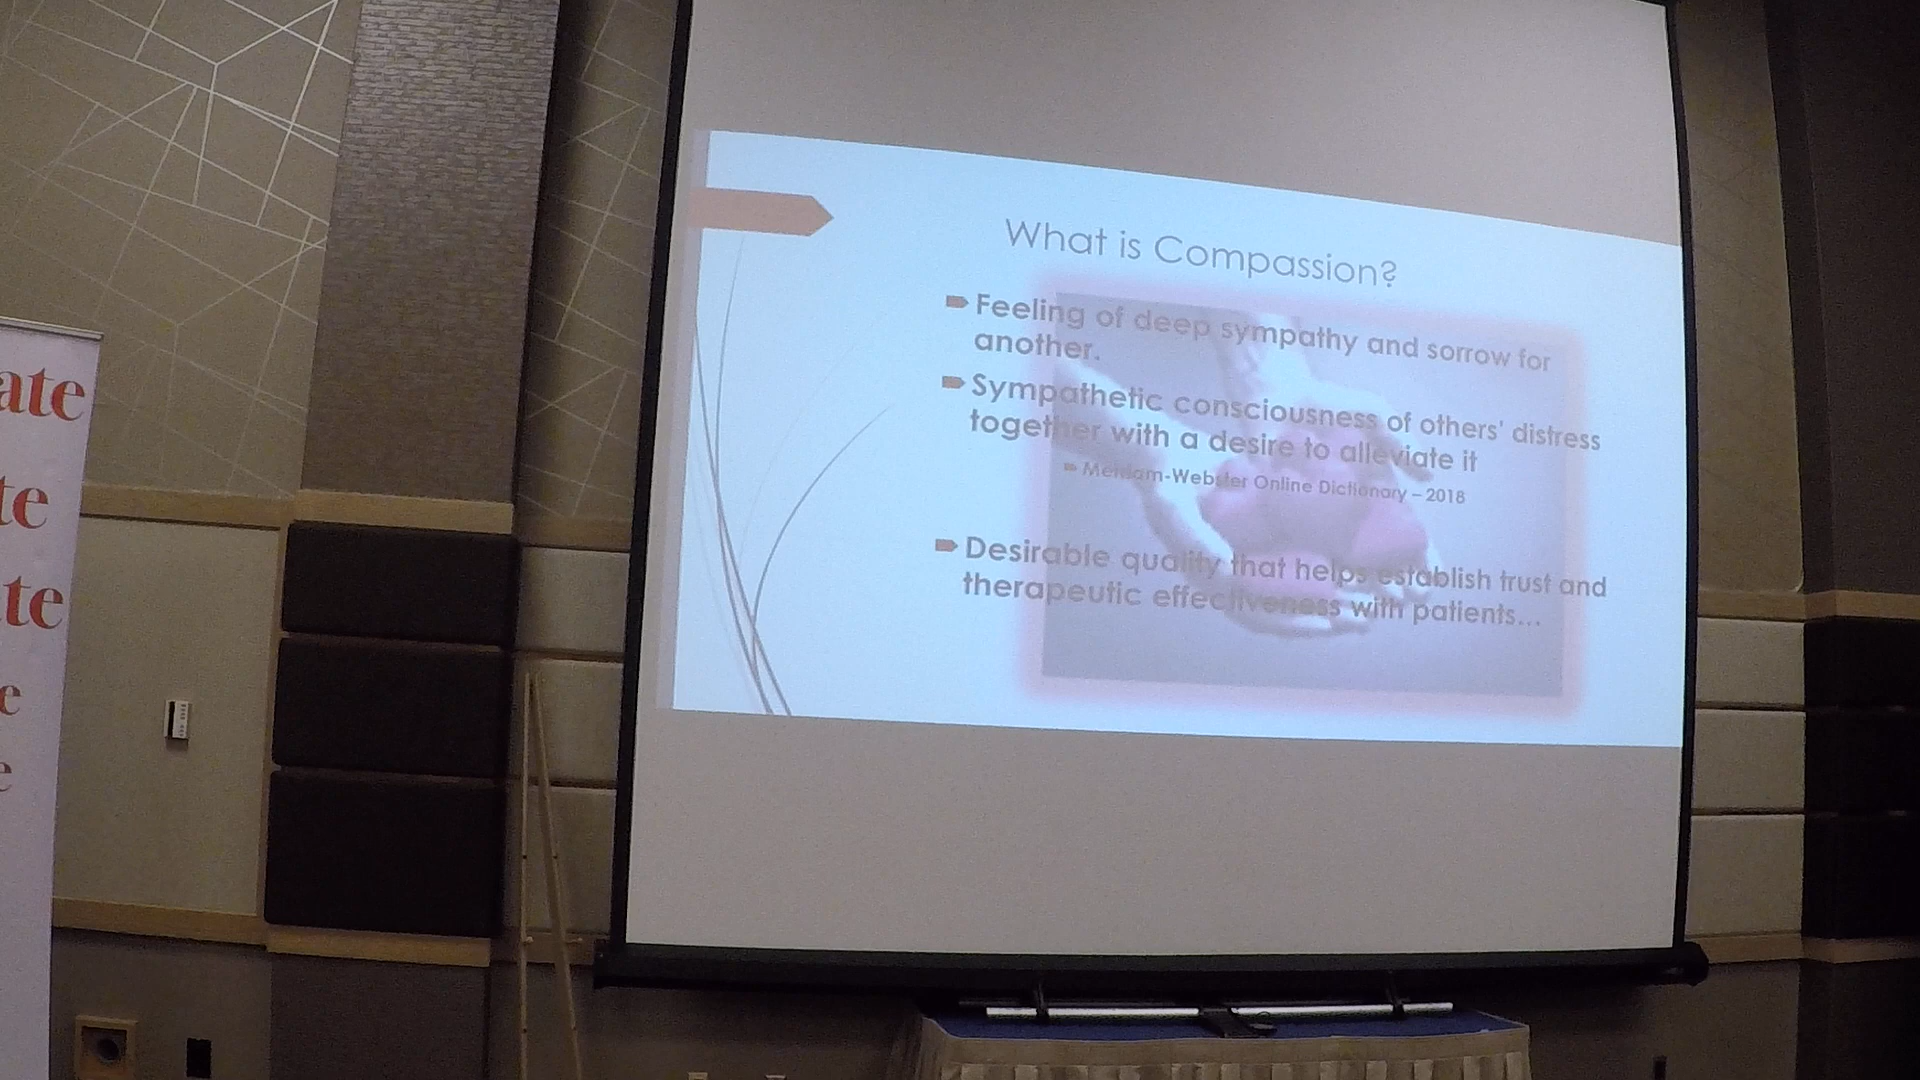 ate
te
te
e
e
What is Compassion?
Feeling of deep sympathy and sorrow for
another.
Sympathetic consciousness of others' distress
together with a desire to alleviate it
Merriam-Webster Online Dictionary – 2018
Desirable quality that helps establish trust and
therapeutic effectiveness with patients...